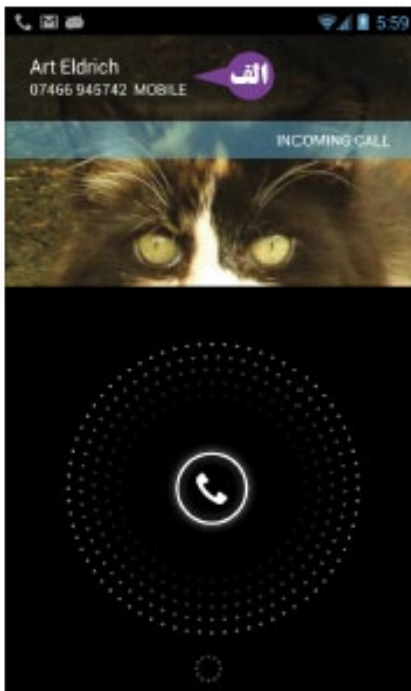 5:59
Art Eldrich
الف
07466 945742 MOBILE
INCOMING CALL